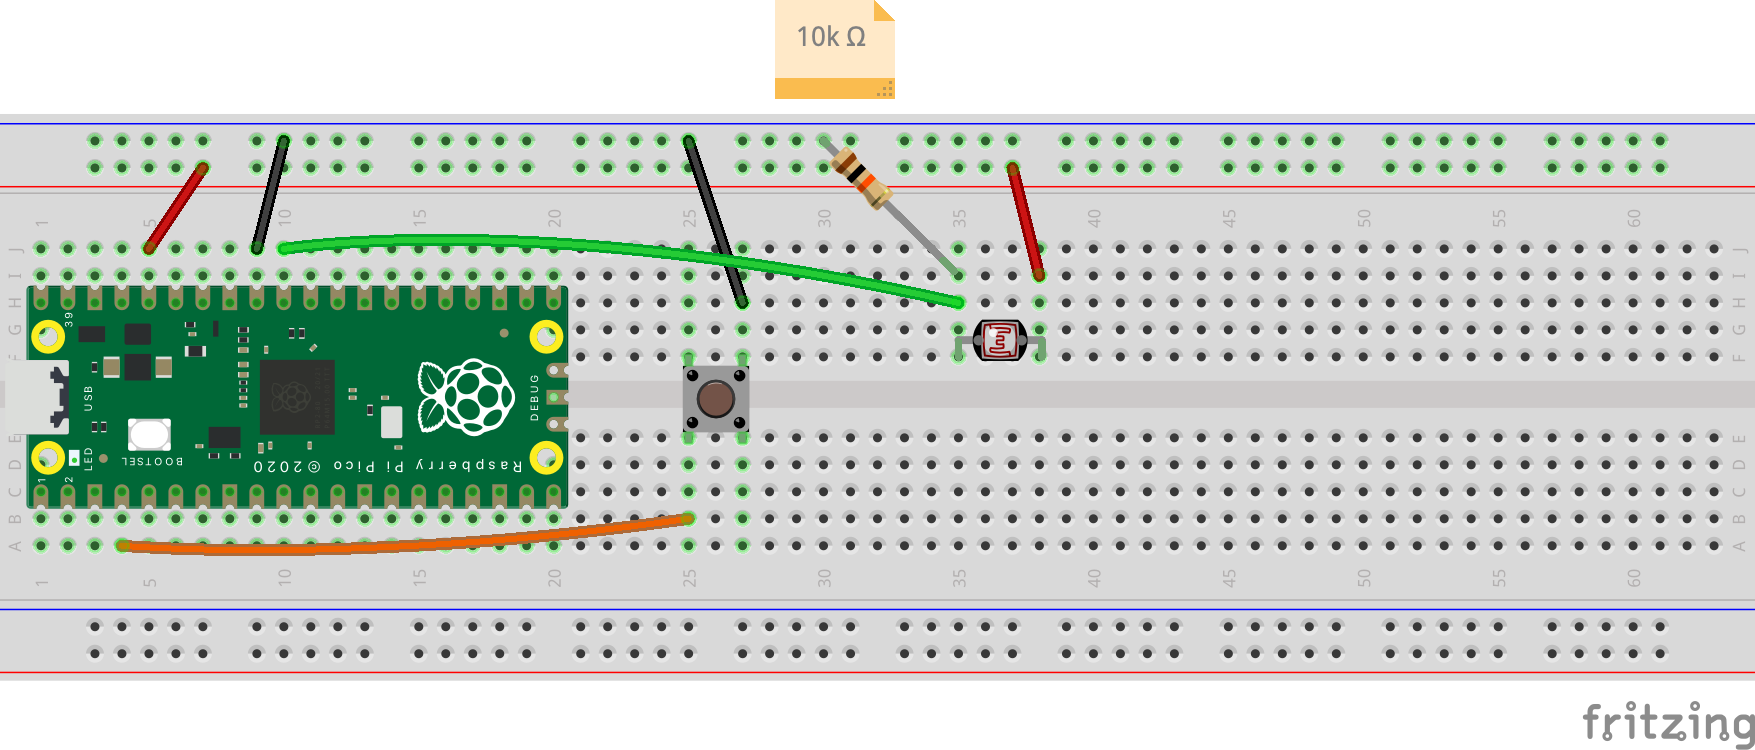 10k Ω
1 5 10 15 20 25 30 35 40 45 50 55 60
J J
I I
H H
G G
F F
39
USB
DEBUG
BOOTSEL
LED
Raspberry Pi Pico © 2020
1 2
E E
D D
C C
B B
A A
1 5 10 15 20 25 30 35 40 45 50 55 60
fritzing